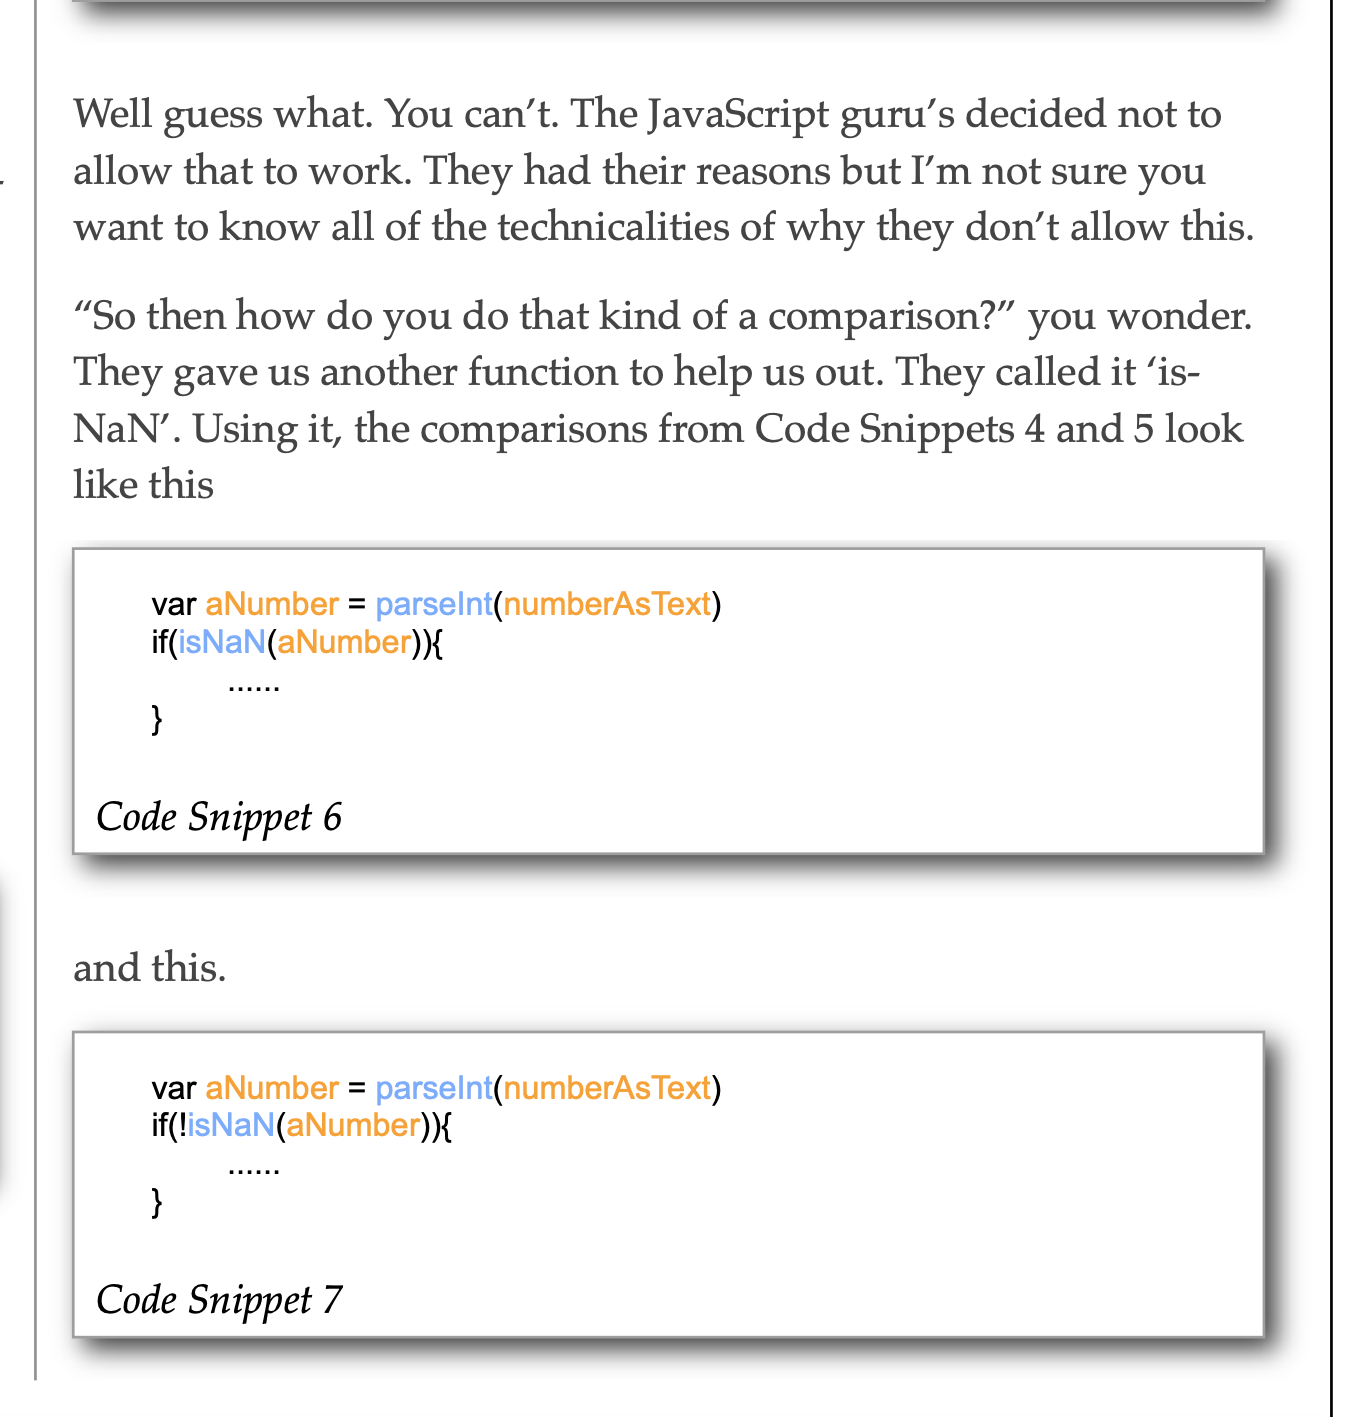 Well guess what. You can’t. The JavaScript guru’s decided not to
allow that to work. They had their reasons but I’m not sure you
want to know all of the technicalities of why they don’t allow this.
“So then how do you do that kind of a comparison?” you wonder.
They gave us another function to help us out. They called it ‘is-
NaN’. Using it, the comparisons from Code Snippets 4 and 5 look
like this
var aNumber = parseInt(numberAsText)
if(isNaN(aNumber)){
......
}
Code Snippet 6
and this.
var aNumber = parseInt(numberAsText)
if(!isNaN(aNumber)){
......
}
Code Snippet 7